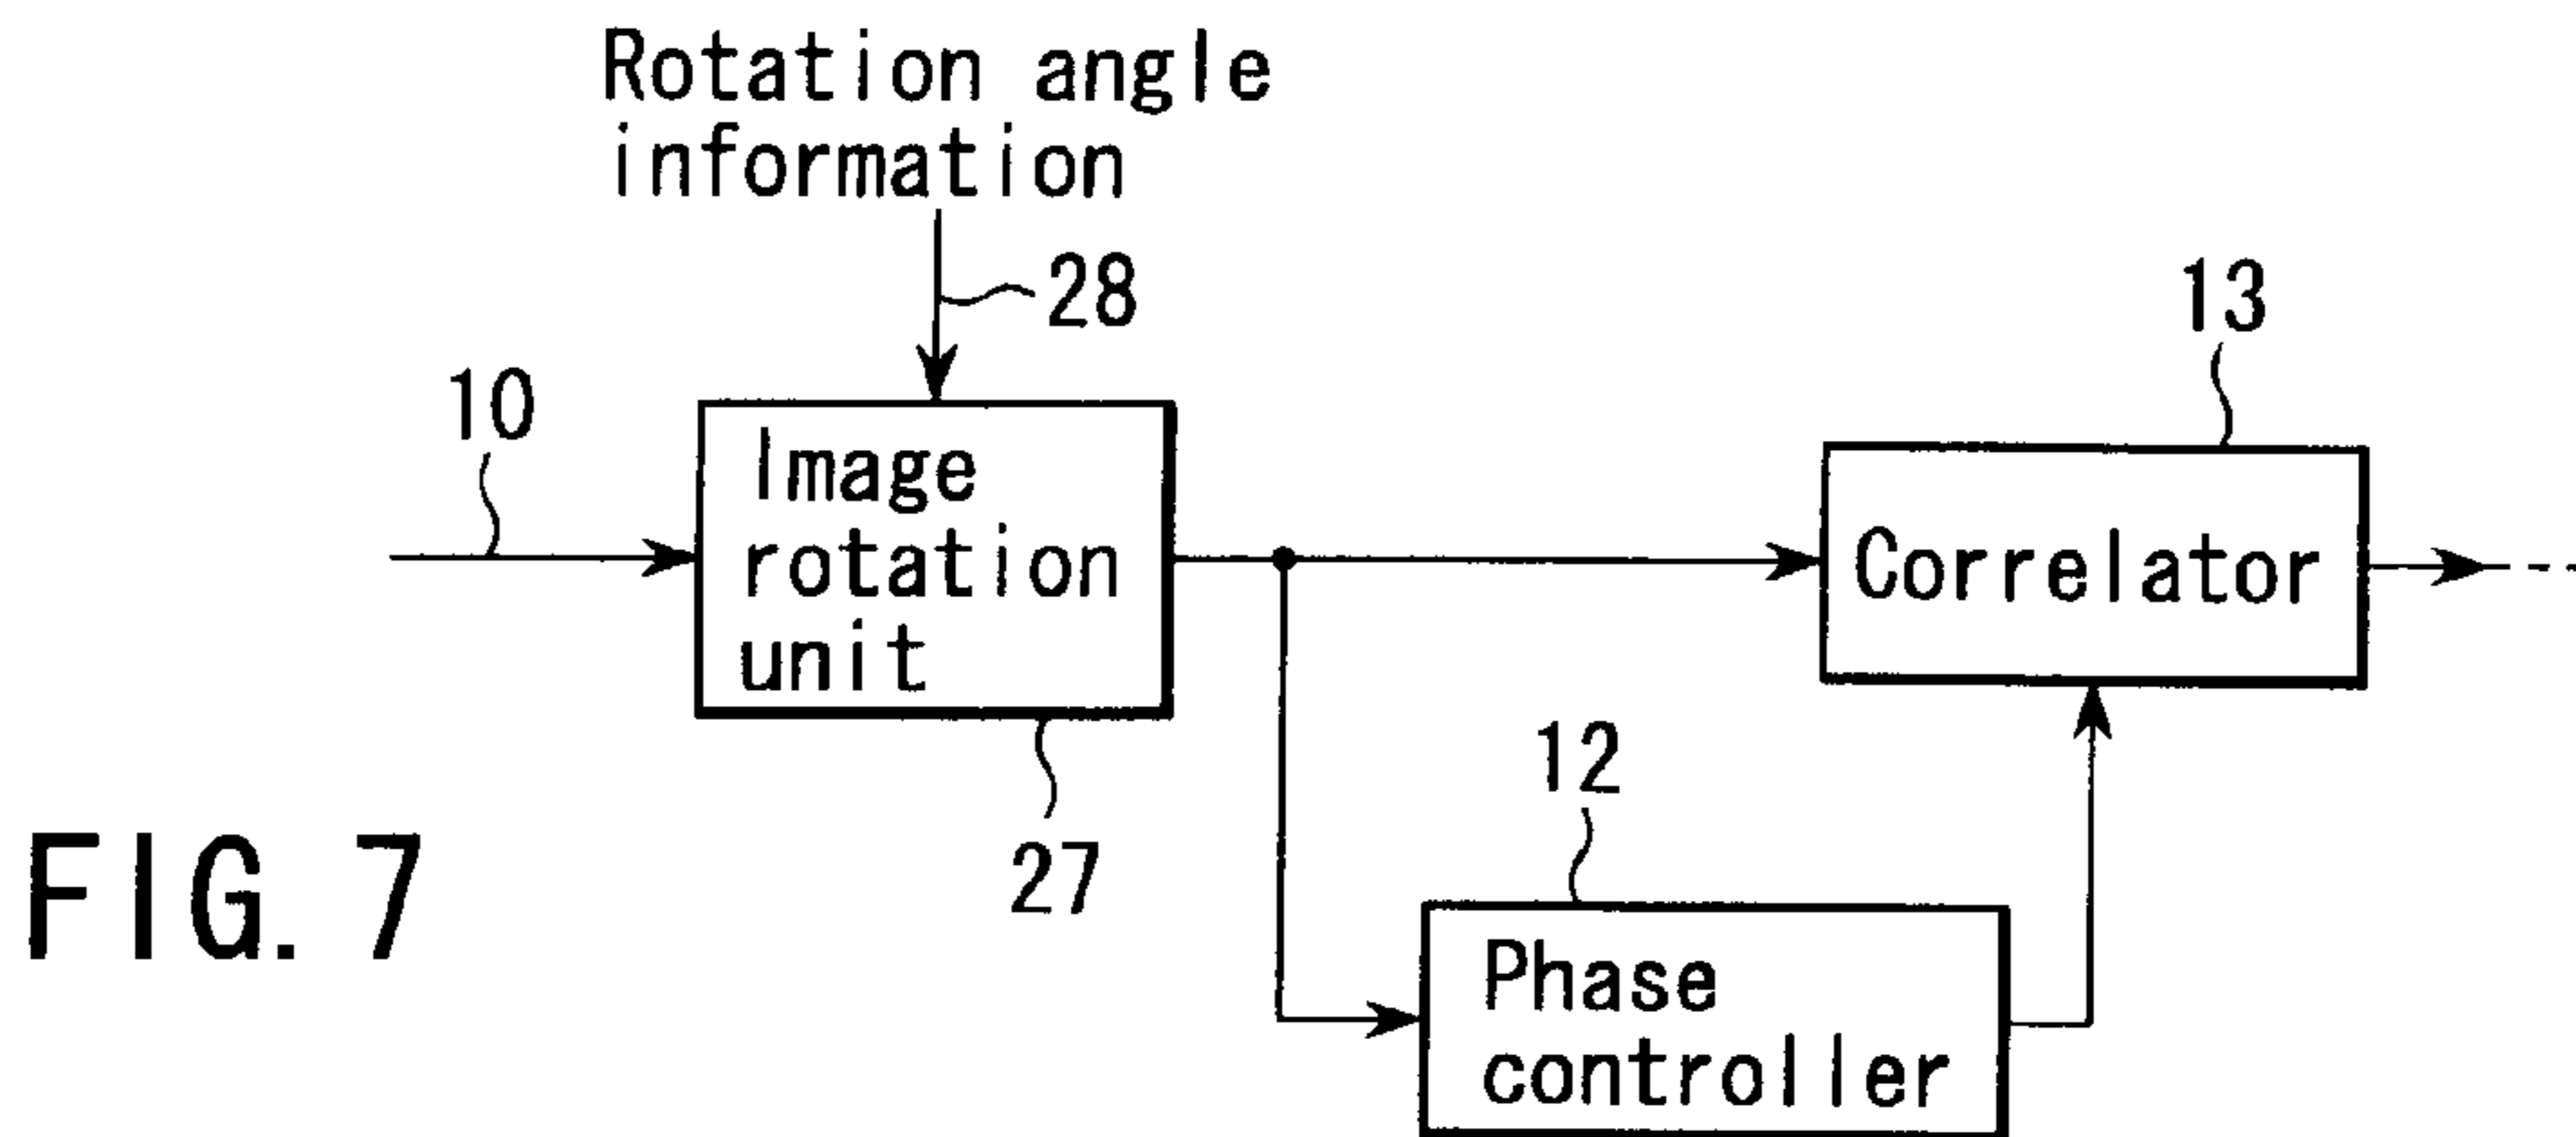 Rotation angle
information
28
13
10
Image
rotation
unit
Correlator
12
27
FIG. 7
Phase
controller